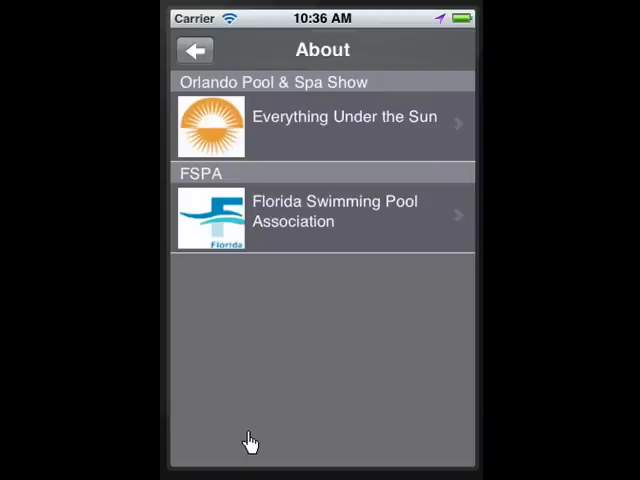 Carrier 10:36 AM
About
Orlando Pool & Spa Show
Everything Under the Sun
FSPA
Florida Swimming Pool
Association
Florida